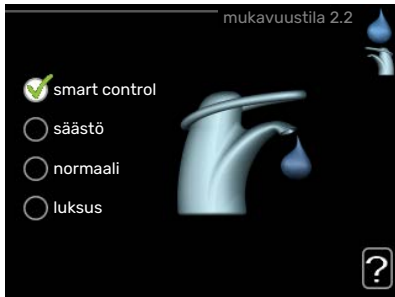 mukavuustila 2.2
smart control
säästö
normaali
luksus
?